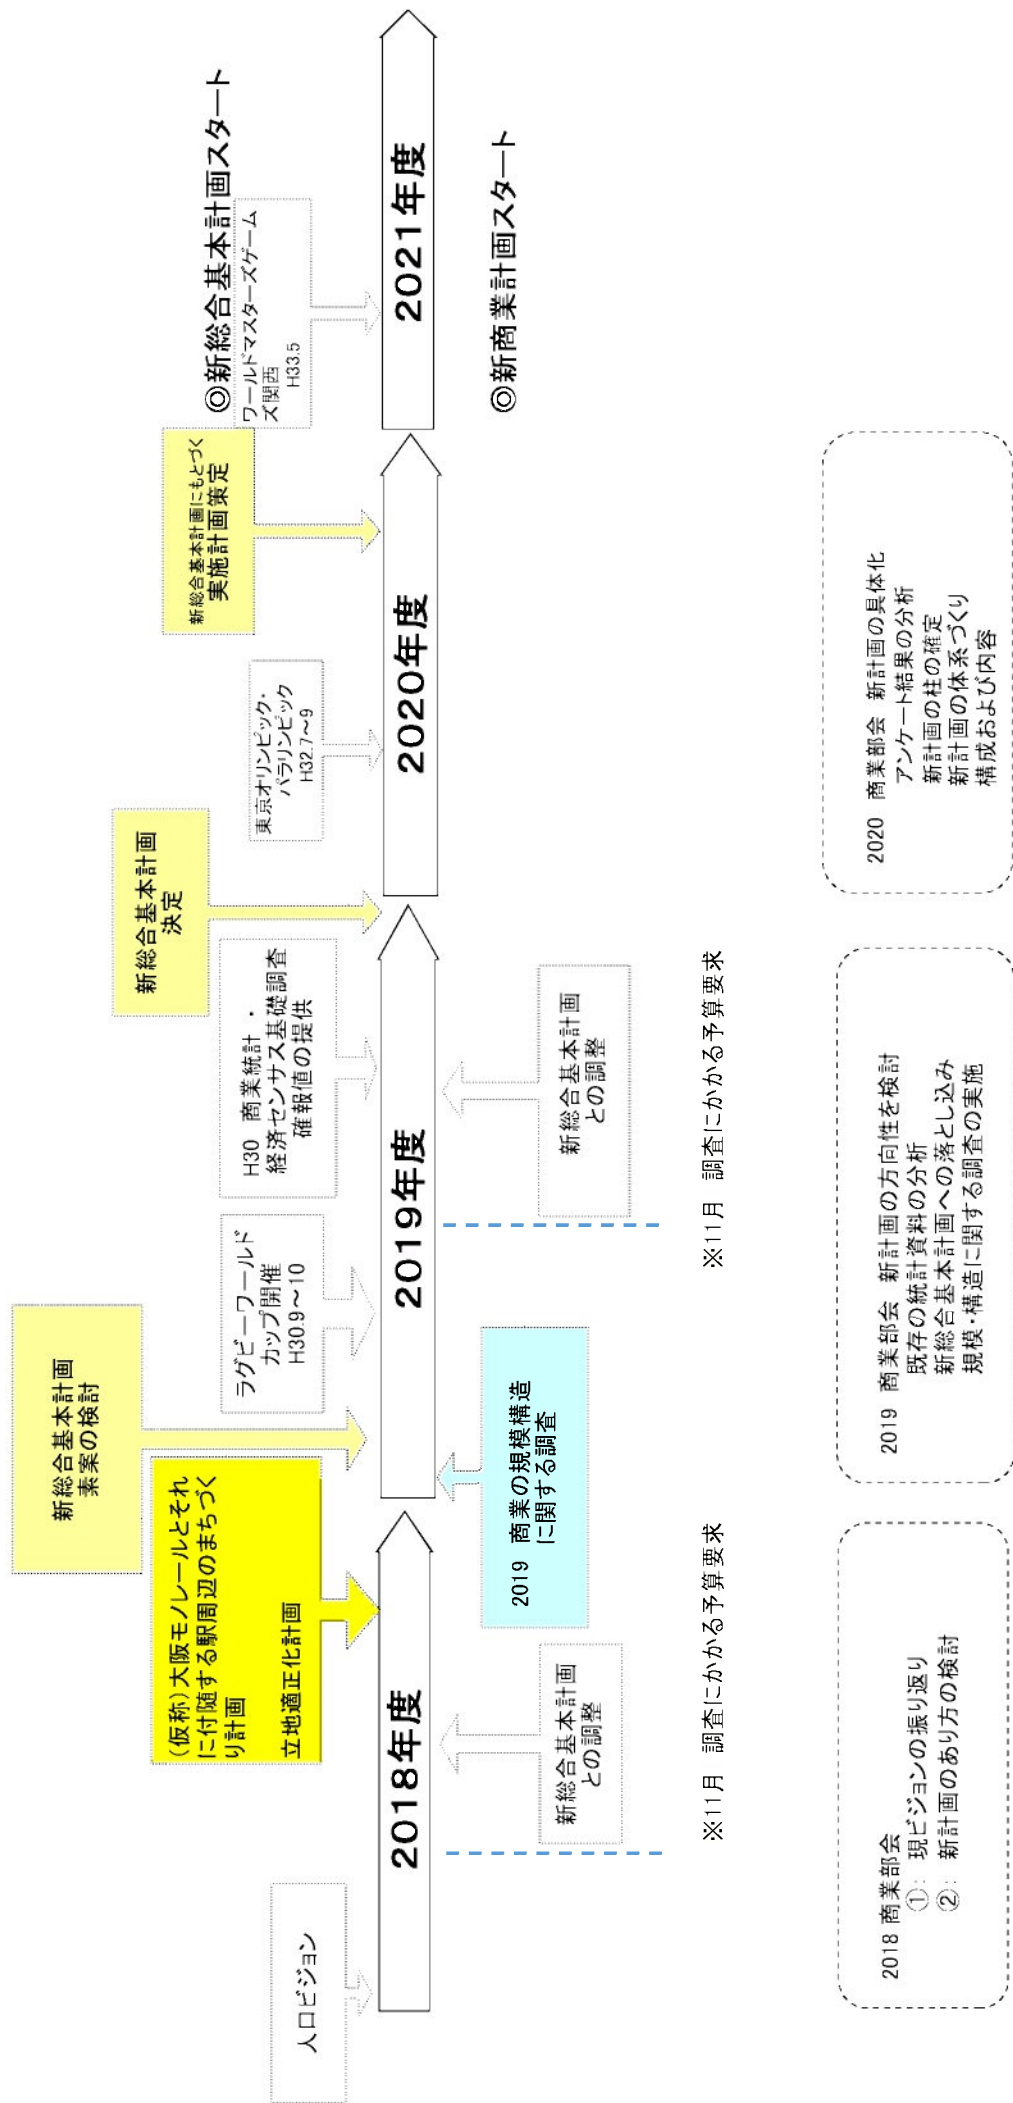 人口ビジョン
(仮称)大阪モノレールとそれ
に付随する駅周辺のまちづく
り計画
立地適正化計画
新総合基本計画
素案の検討
ラグビーワールド
カップ開催
H30.9～10
H30 商業統計・
経済センサス基礎調査
確報値の提供
新総合基本計画
決定
東京オリンピック・
パラリンピック
H32.7～9
新総合基本計画にもとづく
実施計画策定
◎新総合基本計画スタート
ワールドマスターズゲーム
ズ関西
H33.5
2018年度
2019年度
2020年度
2021年度
新総合基本計画
との調整
2019 商業の規模構造
に関する調査
新総合基本計画
との調整
◎新商業計画スタート
※11月 調査にかかる予算要求
※11月 調査にかかる予算要求
2018 商業部会
①: 現ビジョンの振り返り
②: 新計画のあり方の検討
2019 商業部会 新計画の方向性を検討
既存の統計資料の分析
新総合基本計画への落とし込み
規模・構造に関する調査の実施
2020 商業部会 新計画の具体化
アンケート結果の分析
新計画の柱の確定
新計画の体系づくり
構成および内容